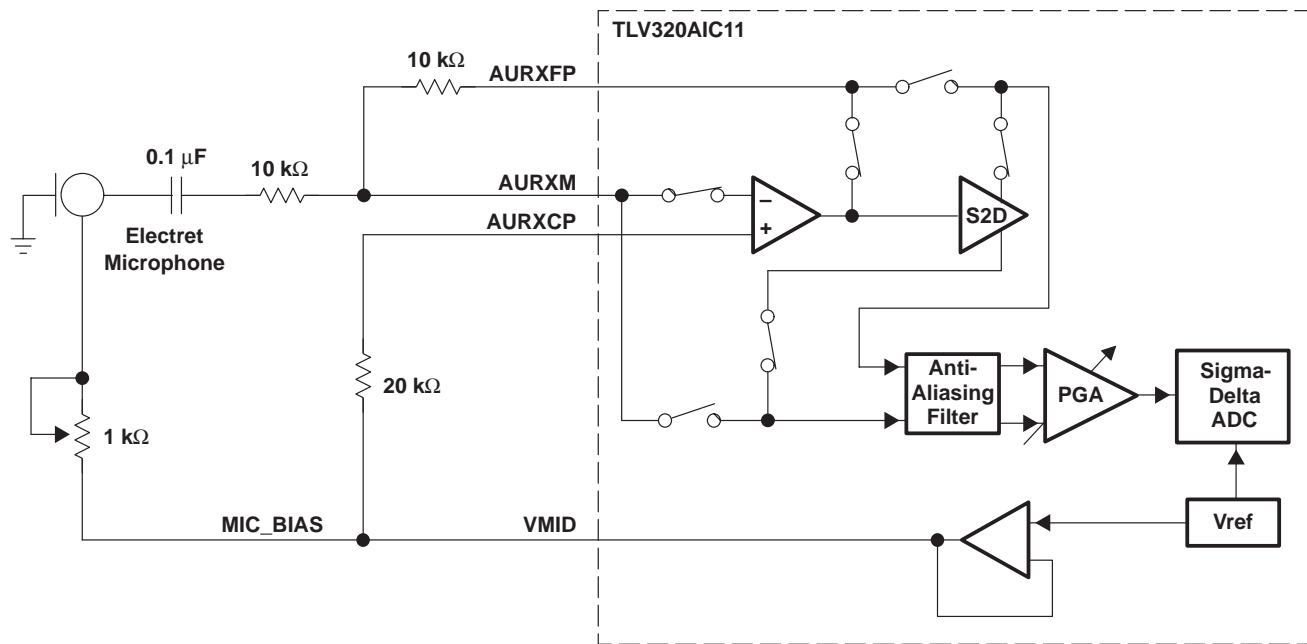 TLV320AIC11
10 kΩ
AURXFP
0.1 μF
10 kΩ
AURXM
−
S2D
AURXCP
+
Electret
Microphone
20 kΩ
Anti-
Aliasing
Filter
PGA
Sigma-
Delta
ADC
1 kΩ
MIC_BIAS
VMID
Vref